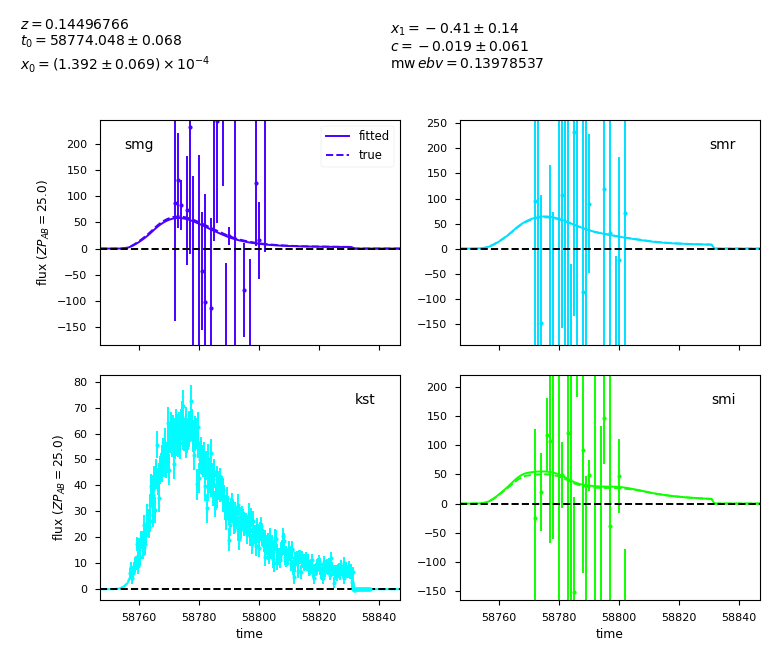 z = 0.14496766
t₀ = 58774.048 ± 0.068
x₀ = (1.392 ± 0.069) × 10⁻⁴
x₁ = −0.41 ± 0.14
c = −0.019 ± 0.061
mw ebv = 0.13978537
smg
fitted
true
200
150
100
50
0
−50
−100
−150
flux (ZP_AB = 25.0)
smr
250
200
150
100
50
0
−50
−100
−150
kst
80
70
60
50
40
30
20
10
0
flux (ZP_AB = 25.0)
58760 58780 58800 58820 58840
time
smi
200
150
100
50
0
−50
−100
−150
58760 58780 58800 58820 58840
time